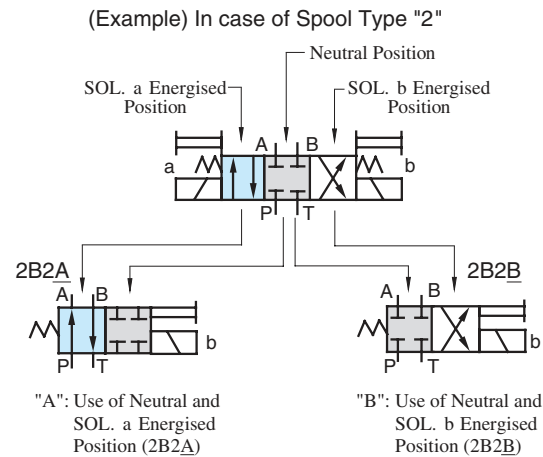 (Example) In case of Spool Type "2"
Neutral Position
SOL. a Energised
Position
SOL. b Energised
Position
A B
a b
P T
2B2A 2B2B
A B A B
b b
P T P T
"A": Use of Neutral and
SOL. a Energised
Position (2B2A)
"B": Use of Neutral and
SOL. b Energised
Position (2B2B)